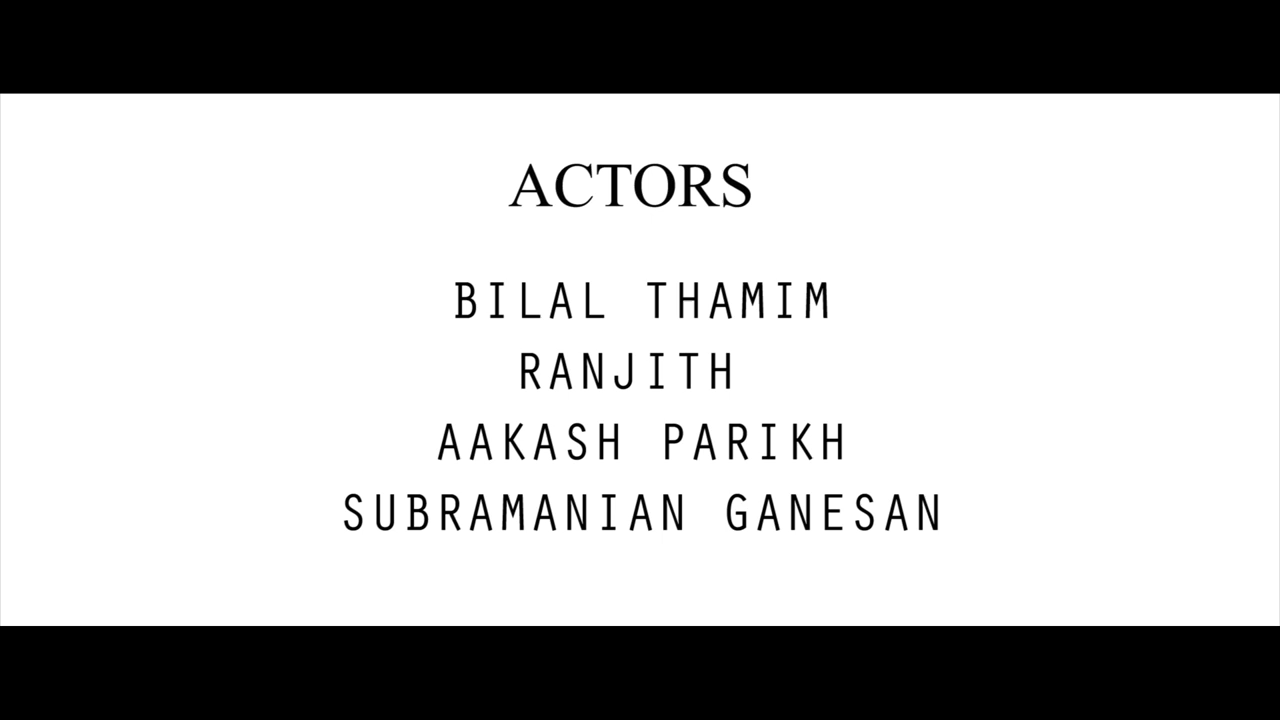 ACTORS
BILAL THAMIM
RANJITH
AAKASH PARIKH
SUBRAMANIAN GANESAN